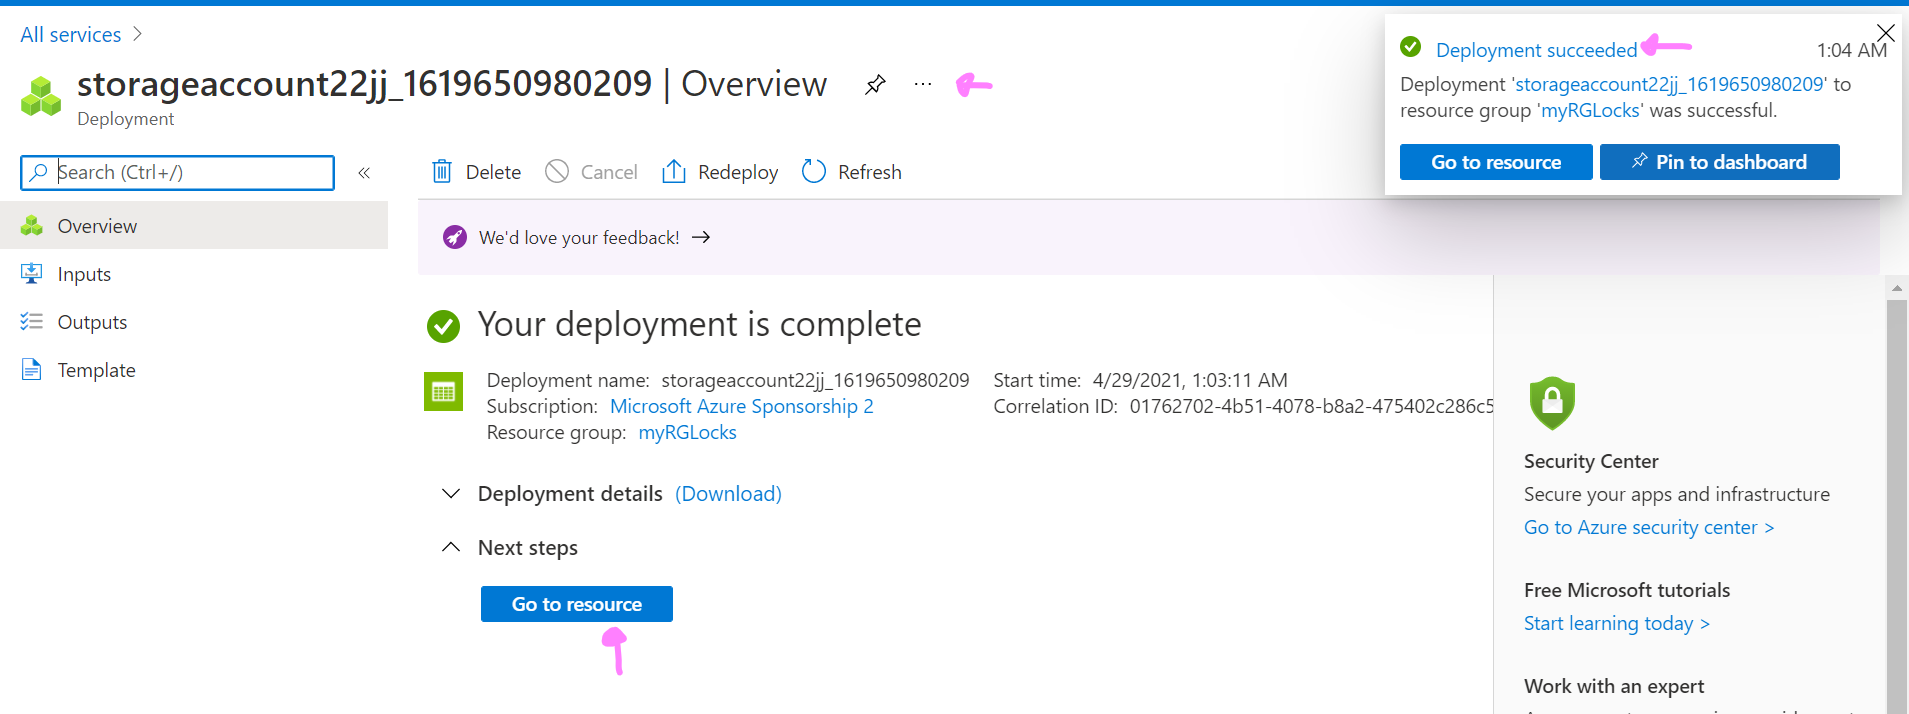 All services
storageaccount22jj_1619650980209 | Overview
Deployment
Search (Ctrl+/)
Overview
Inputs
Outputs
Template
Delete
Cancel
Redeploy
Refresh
We'd love your feedback! →
Your deployment is complete
Deployment name: storageaccount22jj_1619650980209
Subscription: Microsoft Azure Sponsorship 2
Resource group: myRGLocks
Start time: 4/29/2021, 1:03:11 AM
Correlation ID: 01762702-4b51-4078-b8a2-475402c286c5
Deployment details (Download)
Next steps
Go to resource
Deployment succeeded
1:04 AM
Deployment 'storageaccount22jj_1619650980209' to
resource group 'myRGLocks' was successful.
Go to resource
Pin to dashboard
Security Center
Secure your apps and infrastructure
Go to Azure security center >
Free Microsoft tutorials
Start learning today >
Work with an expert